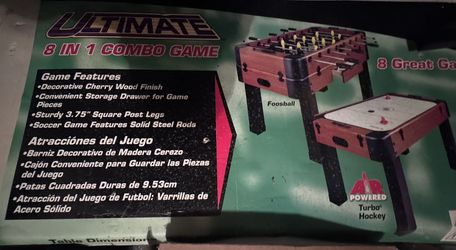 ULTIMATE
8 IN 1 COMBO GAME
Game Features
•Decorative Cherry Wood Finish
•Convenient Storage Drawer for Game
Pieces
•Sturdy 3.75" Square Post Legs
•Soccer Game Features Solid Steel Rods
Atracciónes del Juego
•Barniz Decorativo de Madera Cerezo
•Cajón Conveniente para Guardar las Piezas
del Juego
•Patas Cuadradas Duras de 9.53cm
•Atracción del Juego de Futbol: Varrillas de
Acero Sólido
Table Dimension
Foosball
8 Great Ga
AIR
POWERED
Turbo
Hockey